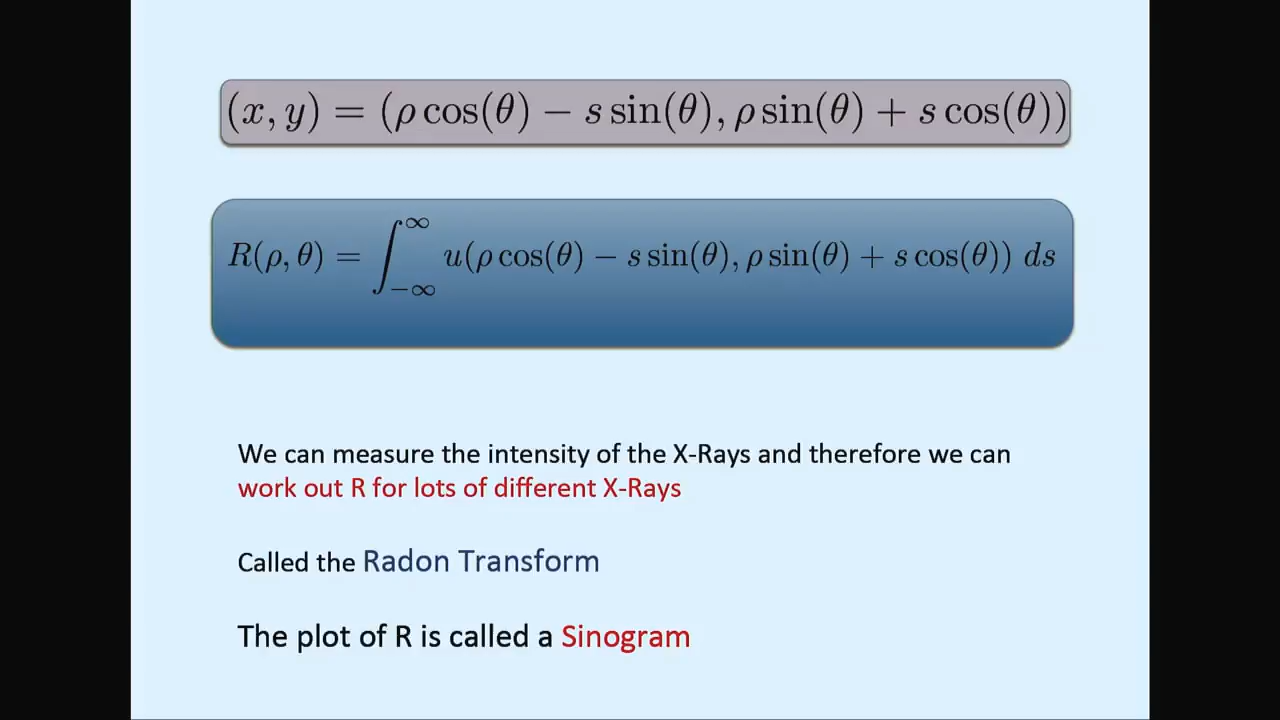 (x, y) = (ρ cos(θ) − s sin(θ), ρ sin(θ) + s cos(θ))
R(ρ, θ) = ∫_{−∞}^{∞} u(ρ cos(θ) − s sin(θ), ρ sin(θ) + s cos(θ)) ds
We can measure the intensity of the X-Rays and therefore we can
work out R for lots of different X-Rays
Called the Radon Transform
The plot of R is called a Sinogram